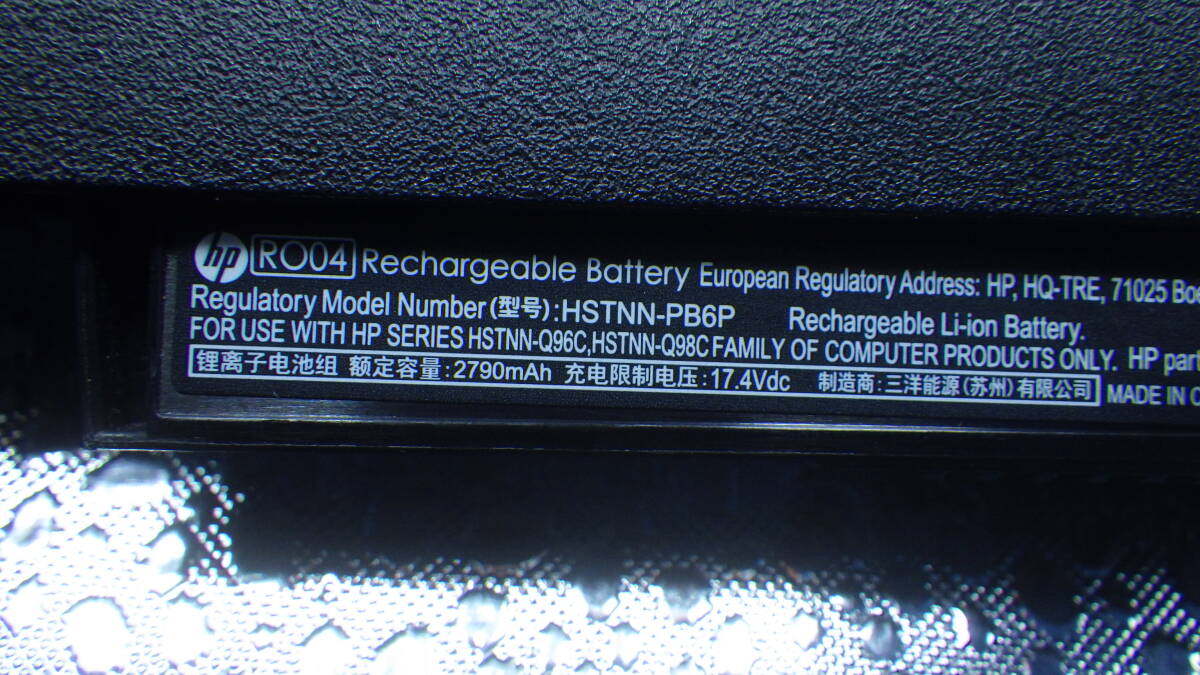 hp RO04 Rechargeable Battery European Regulatory Address: HP, HQ-TRE, 71025
Regulatory Model Number(型号):HSTNN-PB6P Rechargeable Li-ion Battery.
FOR USE WITH HP SERIES HSTNN-Q96C,HSTNN-Q98C FAMILY OF COMPUTER PRODUCTS ONLY. HP
锂离子电池组 额定容量:2790mAh 充电限制电压:17.4Vdc 制造商:三洋能源(苏州)有限公司 MADE IN